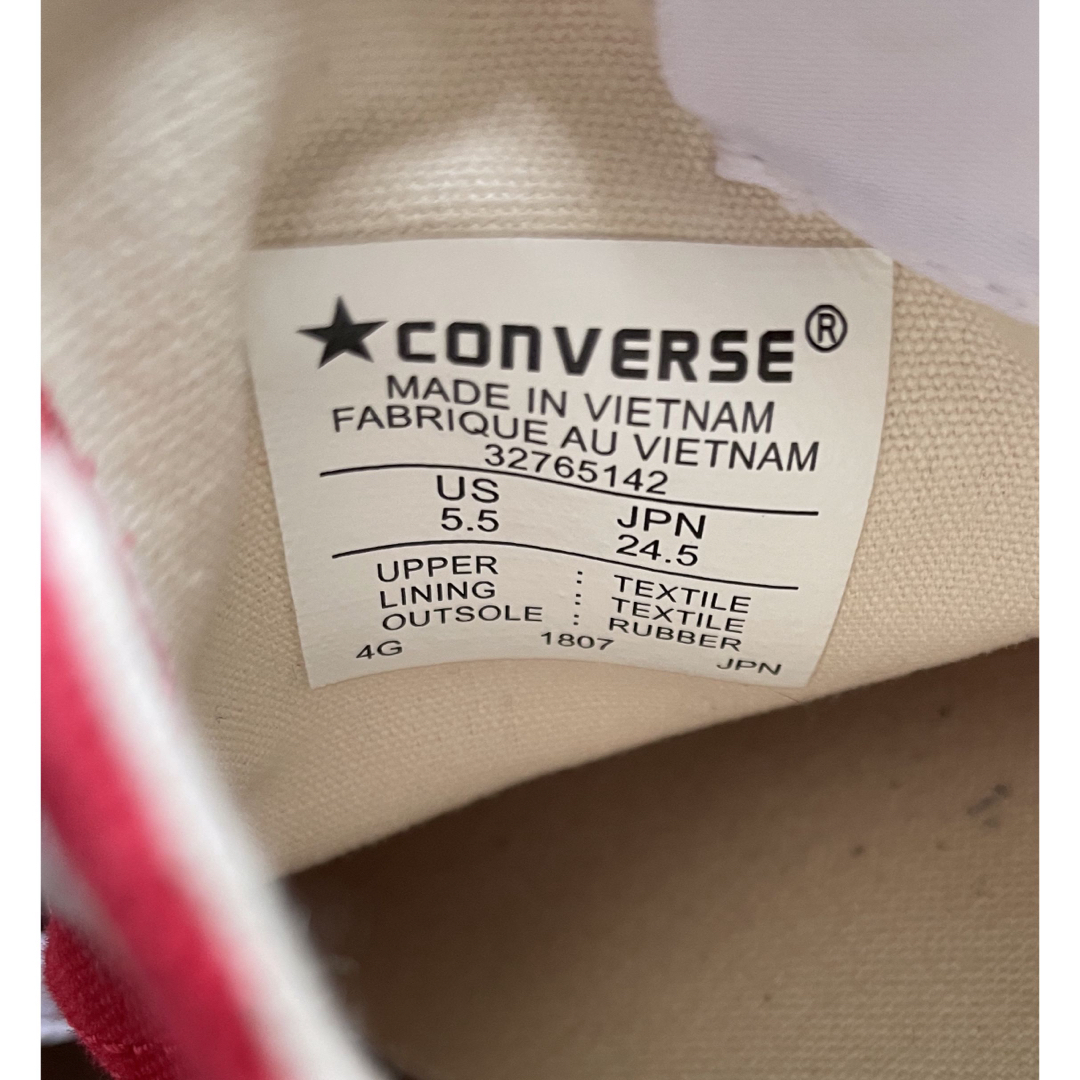 ★CONVERSE®
MADE IN VIETNAM
FABRIQUE AU VIETNAM
32765142
US JPN
5.5 24.5
UPPER : TEXTILE
LINING : TEXTILE
OUTSOLE : RUBBER
4G 1807 JPN